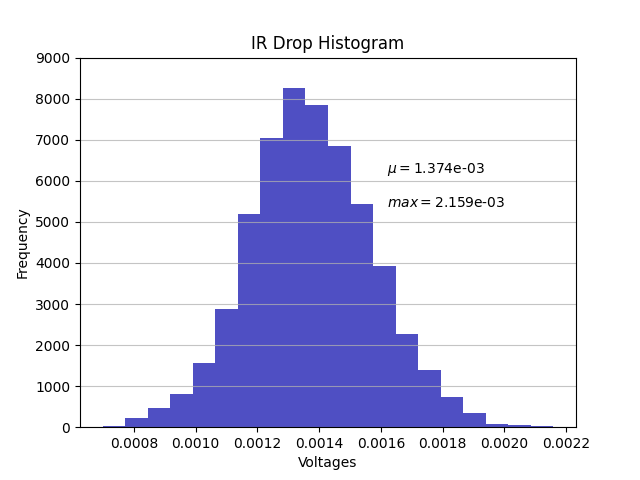 IR Drop Histogram
9000
8000
7000
6000
5000
4000
3000
2000
1000
0
Frequency
μ = 1.374e-03
max = 2.159e-03
0.0008 0.0010 0.0012 0.0014 0.0016 0.0018 0.0020 0.0022
Voltages